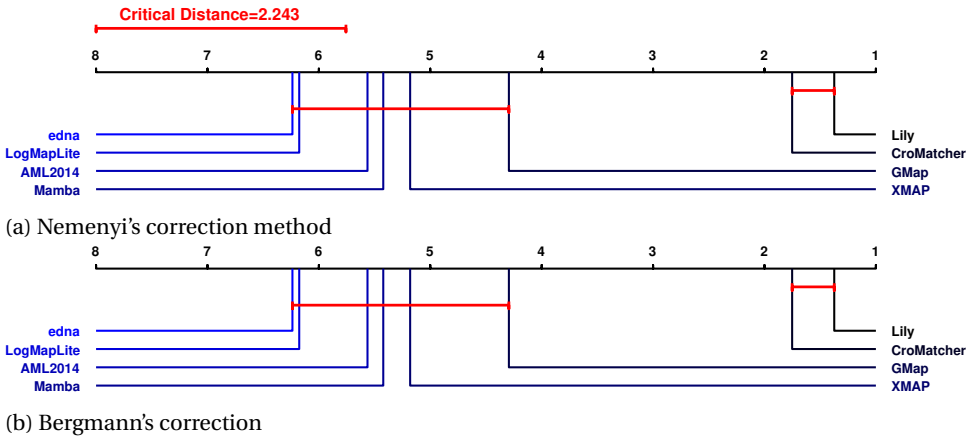 Critical Distance=2.243
8 7 6 5 4 3 2 1
edna Lily
LogMapLite CroMatcher
AML2014 GMap
Mamba XMAP
(a) Nemenyi's correction method
8 7 6 5 4 3 2 1
edna Lily
LogMapLite CroMatcher
AML2014 GMap
Mamba XMAP
(b) Bergmann's correction